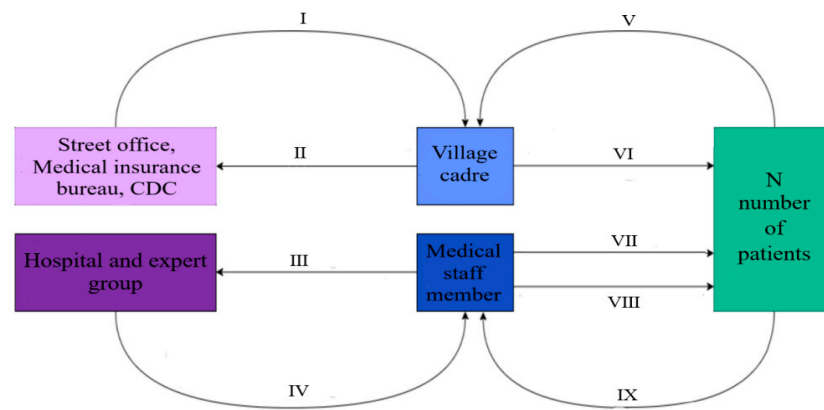 I
V
Street office,
Medical insurance
bureau, CDC
II
Village
cadre
VI
N
number
of
patients
Hospital and expert
group
III
Medical
staff
member
VII
VIII
IV
IX